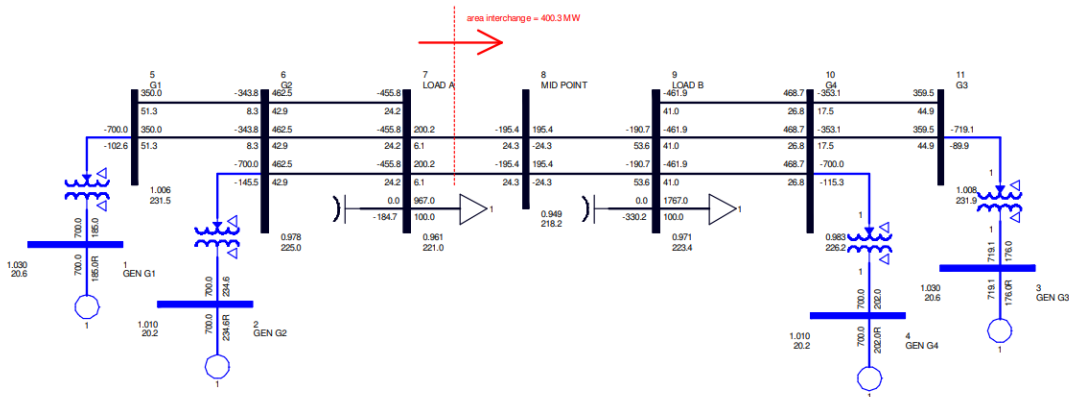 area interchange = 400.3 MW
5
G1
6
G2
7
LOAD A
8
MID POINT
9
LOAD B
10
G4
11
G3
350.0 -343.8 462.5 -455.8 -461.9 468.7 -353.1 359.5
51.3 8.3 42.9 24.2 41.0 26.8 17.5 44.9
-700.0 350.0 -343.8 462.5 -455.8 200.2 -195.4 195.4 -190.7 -461.9 468.7 -353.1 359.5 -719.1
-102.6 51.3 8.3 42.9 24.2 6.1 24.3 -24.3 53.6 41.0 26.8 17.5 44.9 -89.9
-700.0 462.5 -455.8 200.2 -195.4 195.4 -190.7 -461.9 468.7 -700.0
-145.5 42.9 24.2 6.1 24.3 -24.3 53.6 41.0 26.8 -115.3
0.0 967.0 1 0.0 1767.0 1
-184.7 100.0 -330.2 100.0
1.006
231.5
0.978
225.0
0.961
221.0
0.949
218.2
0.971
223.4
0.983
226.2
1.008
231.9
1
1
1
1
700.0 185.0
700.0 185.0R
1.030
20.6
1
GEN G1
1
700.0 234.6
700.0 234.6R
1.010
20.2
2
GEN G2
1
700.0 202.0
700.0 202.0R
1.010
20.2
4
GEN G4
1
719.1 176.0
719.1 176.0R
1.030
20.6
3
GEN G3
1